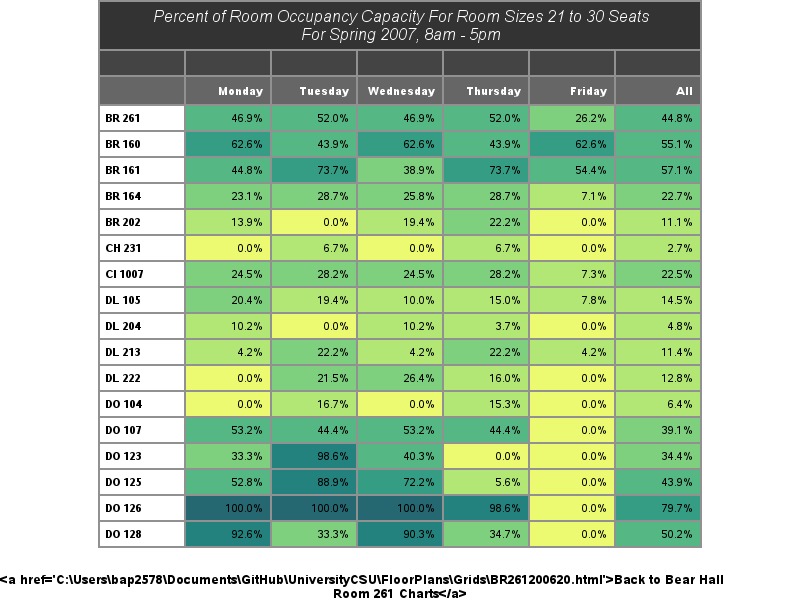 Percent of Room Occupancy Capacity For Room Sizes 21 to 30 Seats
For Spring 2007, 8am - 5pm
Monday Tuesday Wednesday Thursday Friday All
BR 261 46.9% 52.0% 46.9% 52.0% 26.2% 44.8%
BR 160 62.6% 43.9% 62.6% 43.9% 62.6% 55.1%
BR 161 44.8% 73.7% 38.9% 73.7% 54.4% 57.1%
BR 164 23.1% 28.7% 25.8% 28.7% 7.1% 22.7%
BR 202 13.9% 0.0% 19.4% 22.2% 0.0% 11.1%
CH 231 0.0% 6.7% 0.0% 6.7% 0.0% 2.7%
CI 1007 24.5% 28.2% 24.5% 28.2% 7.3% 22.5%
DL 105 20.4% 19.4% 10.0% 15.0% 7.8% 14.5%
DL 204 10.2% 0.0% 10.2% 3.7% 0.0% 4.8%
DL 213 4.2% 22.2% 4.2% 22.2% 4.2% 11.4%
DL 222 0.0% 21.5% 26.4% 16.0% 0.0% 12.8%
DO 104 0.0% 16.7% 0.0% 15.3% 0.0% 6.4%
DO 107 53.2% 44.4% 53.2% 44.4% 0.0% 39.1%
DO 123 33.3% 98.6% 40.3% 0.0% 0.0% 34.4%
DO 125 52.8% 88.9% 72.2% 5.6% 0.0% 43.9%
DO 126 100.0% 100.0% 100.0% 98.6% 0.0% 79.7%
DO 128 92.6% 33.3% 90.3% 34.7% 0.0% 50.2%
<a href='C:\Users\bap2578\Documents\GitHub\UniversityCSU\FloorPlans\Grids\BR261200620.html'>Back to Bear Hall
Room 261 Charts</a>